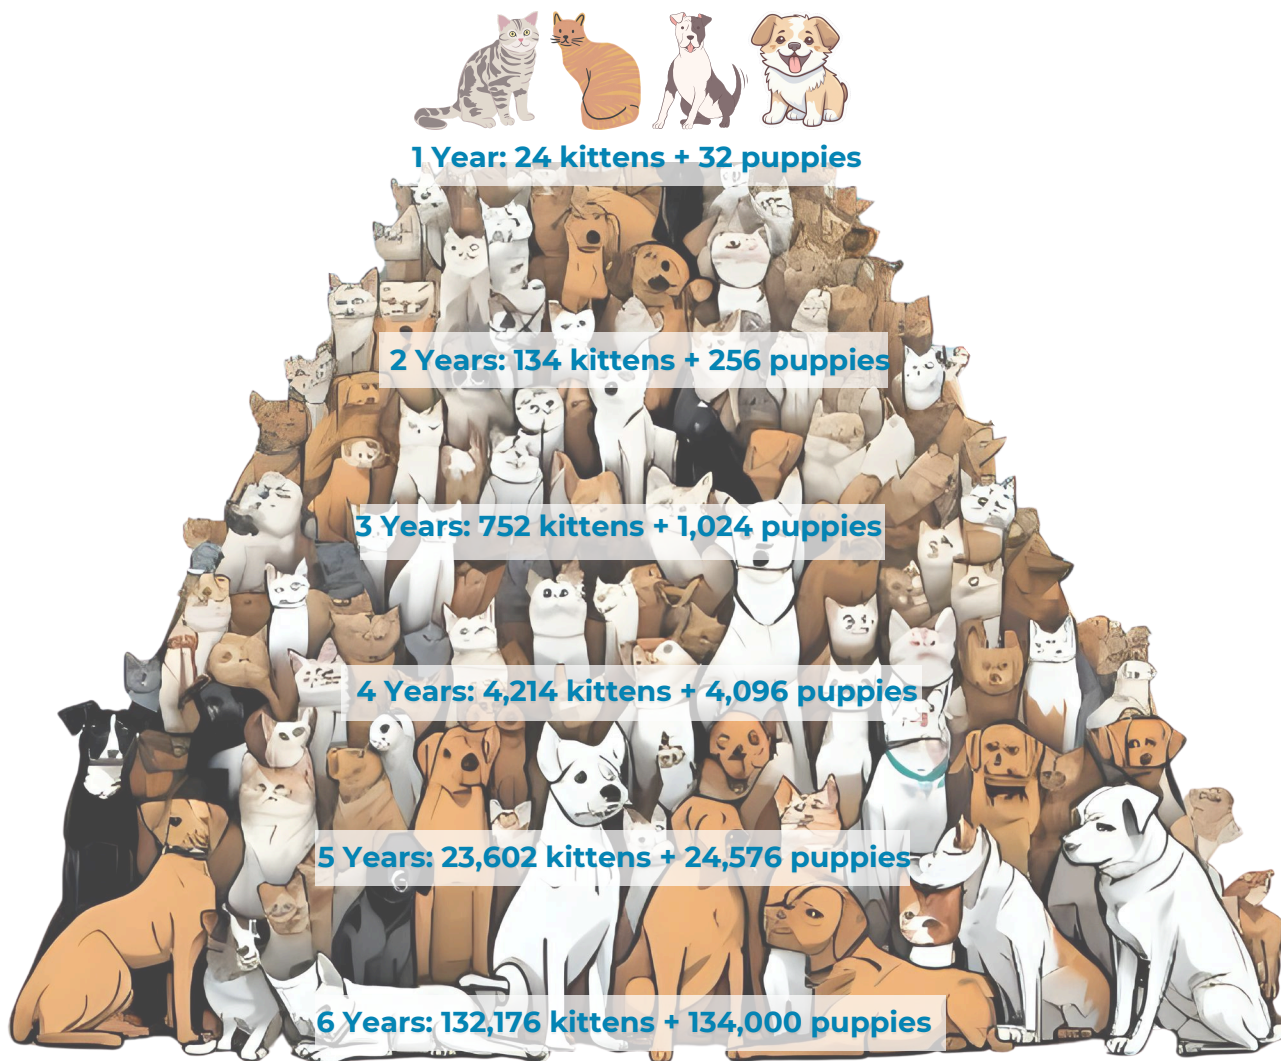 1 Year: 24 kittens + 32 puppies
2 Years: 134 kittens + 256 puppies
3 Years: 752 kittens + 1,024 puppies
4 Years: 4,214 kittens + 4,096 puppies
5 Years: 23,602 kittens + 24,576 puppies
6 Years: 132,176 kittens + 134,000 puppies